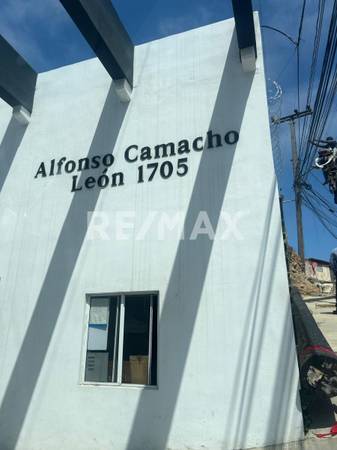 Alfonso Camacho
León 1705
RE/MAX